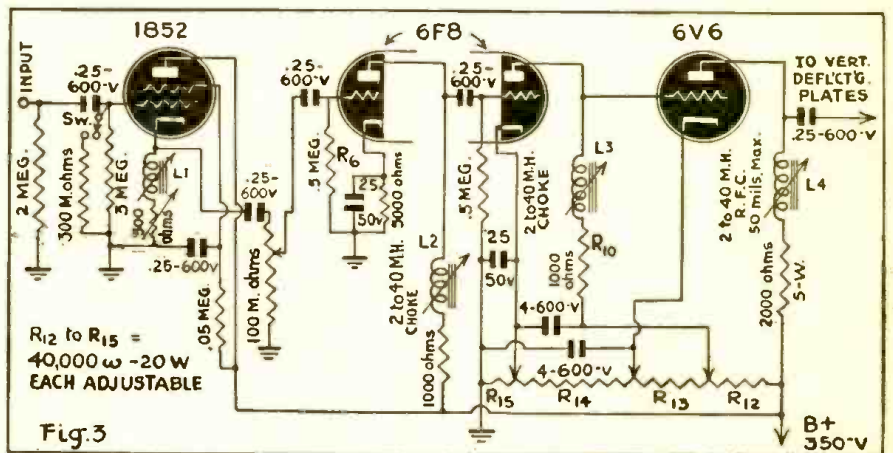 1852
6F8
6V6
INPUT
.25-
600-v
Sw.
2 MEG.
300 M.ohms
3 MEG.
L1
500
ohms
.25-600v
.05 MEG.
.25-
600v
100 M. ohms
.25-
600-v
.5 MEG.
R6
25
50v
5000 ohms
L2
2 to 40 M.H.
CHOKE
1000 ohms
.25-
600-v
.5 MEG.
25
50v
2 to 40 M.H.
CHOKE
L3
R10
1000
ohms
4-600-v
4-600-v
TO VERT.
DEFLCT'G.
PLATES
.25-600-v
L4
2 to 40 M.H.
R.F.C.
50 mils. Max.
2000 ohms
5-W.
R15
R14
R13
R12
B+
350-V
R12 to R15 =
40,000 ω -20 W
EACH ADJUSTABLE
Fig.3